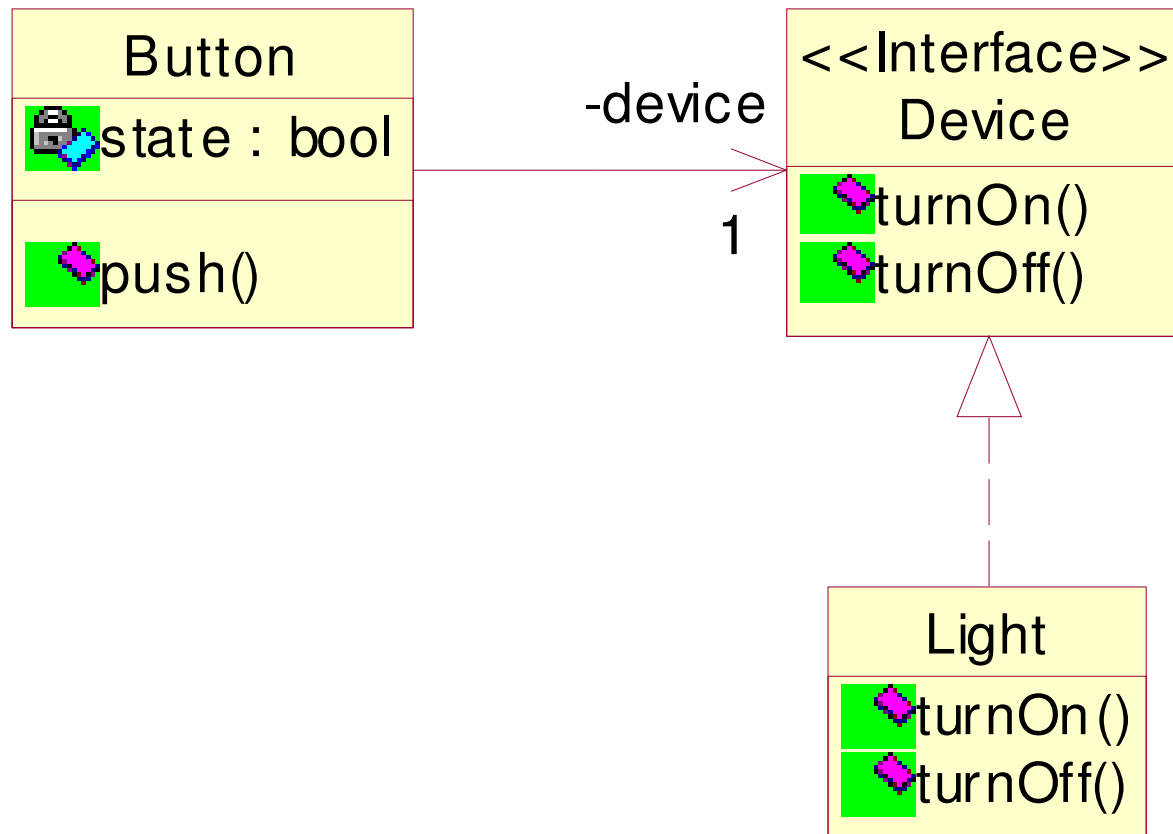 Button
state : bool
push()
-device
1
<<Interface>>
Device
turnOn()
turnOff()
Light
turnOn()
turnOff()